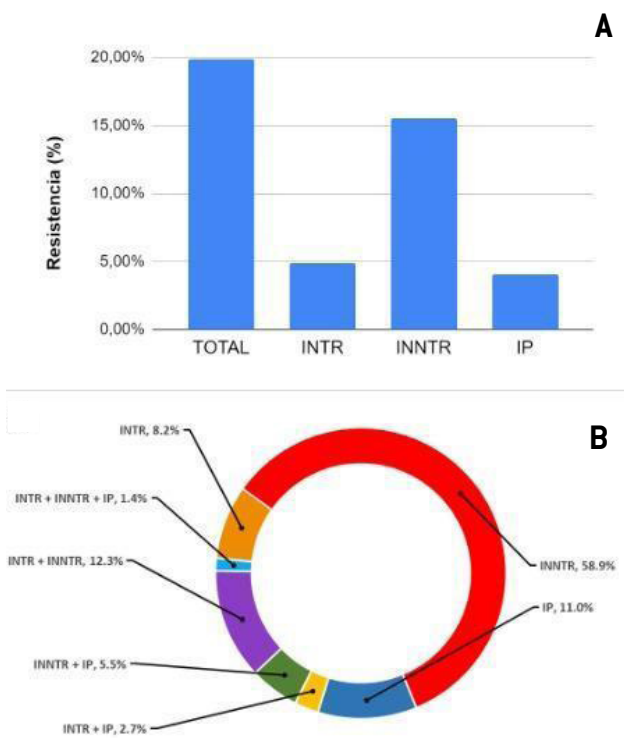 A
20,00%
15,00%
10,00%
5,00%
0,00%
Resistencia (%)
TOTAL INTR INNTR IP
B
INTR, 8.2%
INTR + INNTR + IP, 1.4%
INTR + INNTR, 12.3%
INNTR, 58.9%
IP, 11.0%
INNTR + IP, 5.5%
INTR + IP, 2.7%